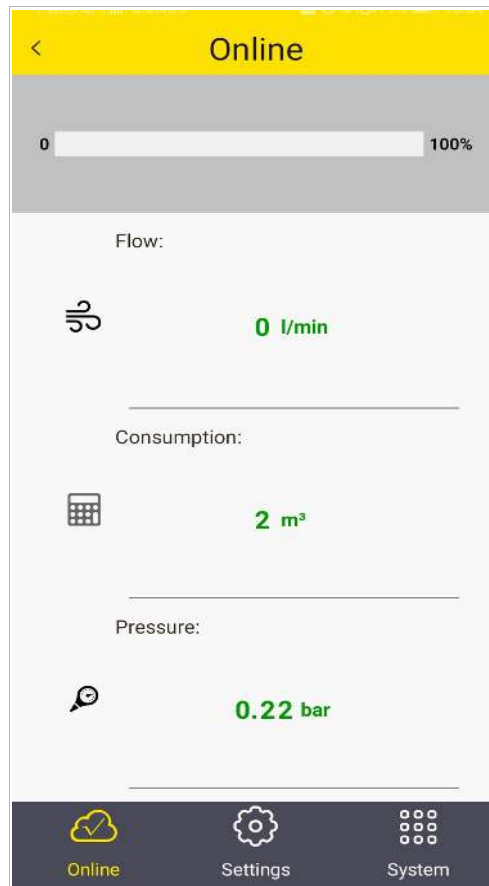 Online
0 100%
Flow:
0 l/min
Consumption:
2 m³
Pressure:
0.22 bar
Online Settings System